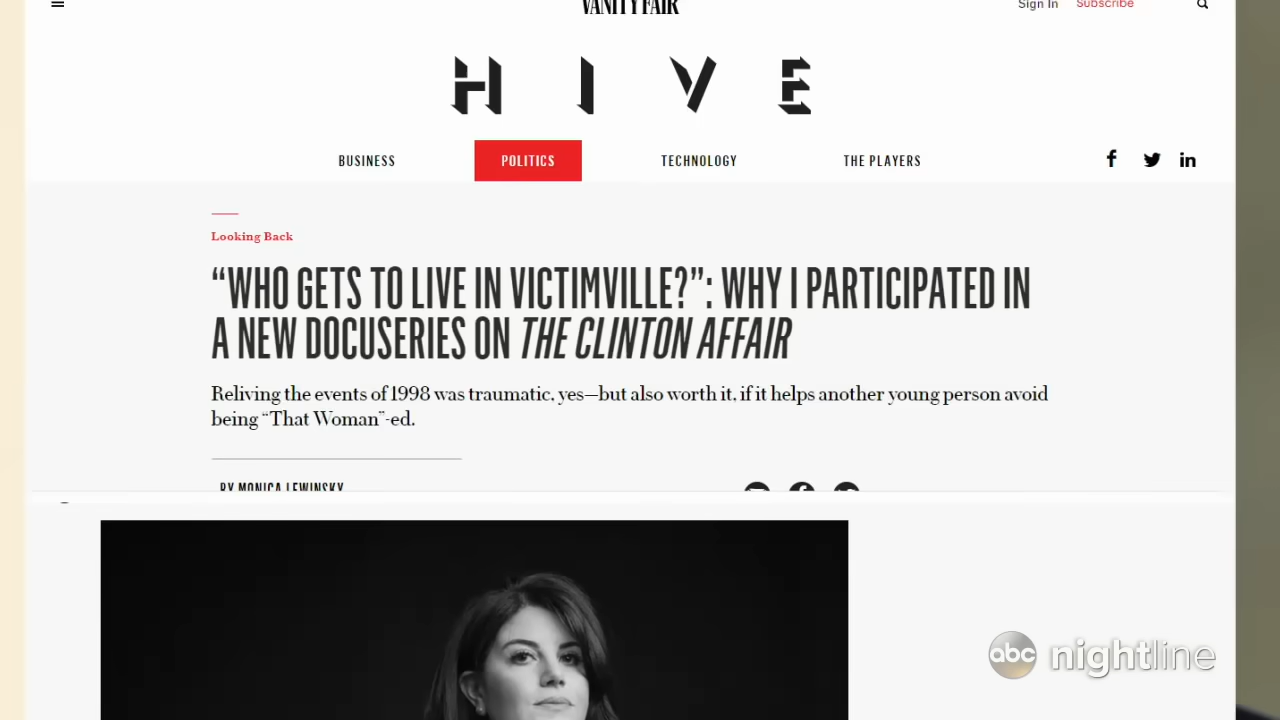 VANITY FAIR
Sign In
Subscribe
HIVE
BUSINESS
POLITICS
TECHNOLOGY
THE PLAYERS
Looking Back
“WHO GETS TO LIVE IN VICTIMVILLE?”: WHY I PARTICIPATED IN
A NEW DOCUSERIES ON THE CLINTON AFFAIR
Reliving the events of 1998 was traumatic, yes—but also worth it, if it helps another young person avoid
being “That Woman”-ed.
BY MONICA LEWINSKY
abc nightline